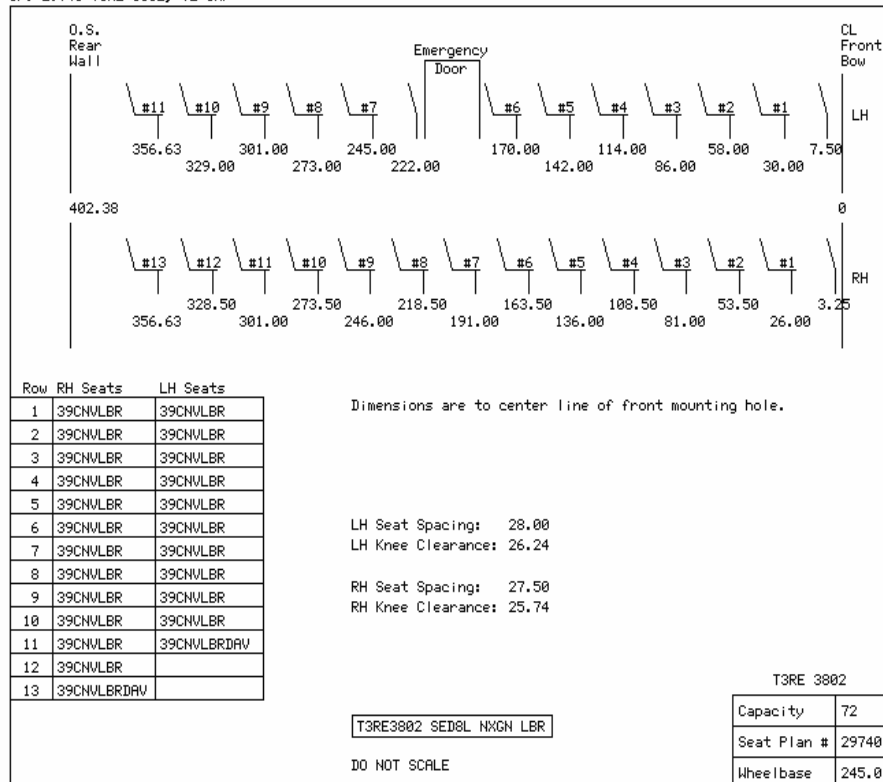 O.S.
Rear
Wall
Emergency
Door
CL
Front
Bow
#11 #10 #9 #8 #7 #6 #5 #4 #3 #2 #1 LH
356.63 301.00 245.00 170.00 114.00 58.00 7.50
329.00 273.00 222.00 142.00 86.00 30.00
402.38 0
#13 #12 #11 #10 #9 #8 #7 #6 #5 #4 #3 #2 #1 RH
328.50 273.50 218.50 163.50 108.50 53.50 3.25
356.63 301.00 246.00 191.00 136.00 81.00 26.00
Row RH Seats LH Seats
1 39CNVLBR 39CNVLBR
2 39CNVLBR 39CNVLBR
3 39CNVLBR 39CNVLBR
4 39CNVLBR 39CNVLBR
5 39CNVLBR 39CNVLBR
6 39CNVLBR 39CNVLBR
7 39CNVLBR 39CNVLBR
8 39CNVLBR 39CNVLBR
9 39CNVLBR 39CNVLBR
10 39CNVLBR 39CNVLBR
11 39CNVLBR 39CNVLBRDAV
12 39CNVLBR
13 39CNVLBRDAV
Dimensions are to center line of front mounting hole.
LH Seat Spacing: 28.00
LH Knee Clearance: 26.24
RH Seat Spacing: 27.50
RH Knee Clearance: 25.74
T3RE3802 SED8L NXGN LBR
DO NOT SCALE
T3RE 3802
Capacity 72
Seat Plan # 29740
Wheelbase 245.0